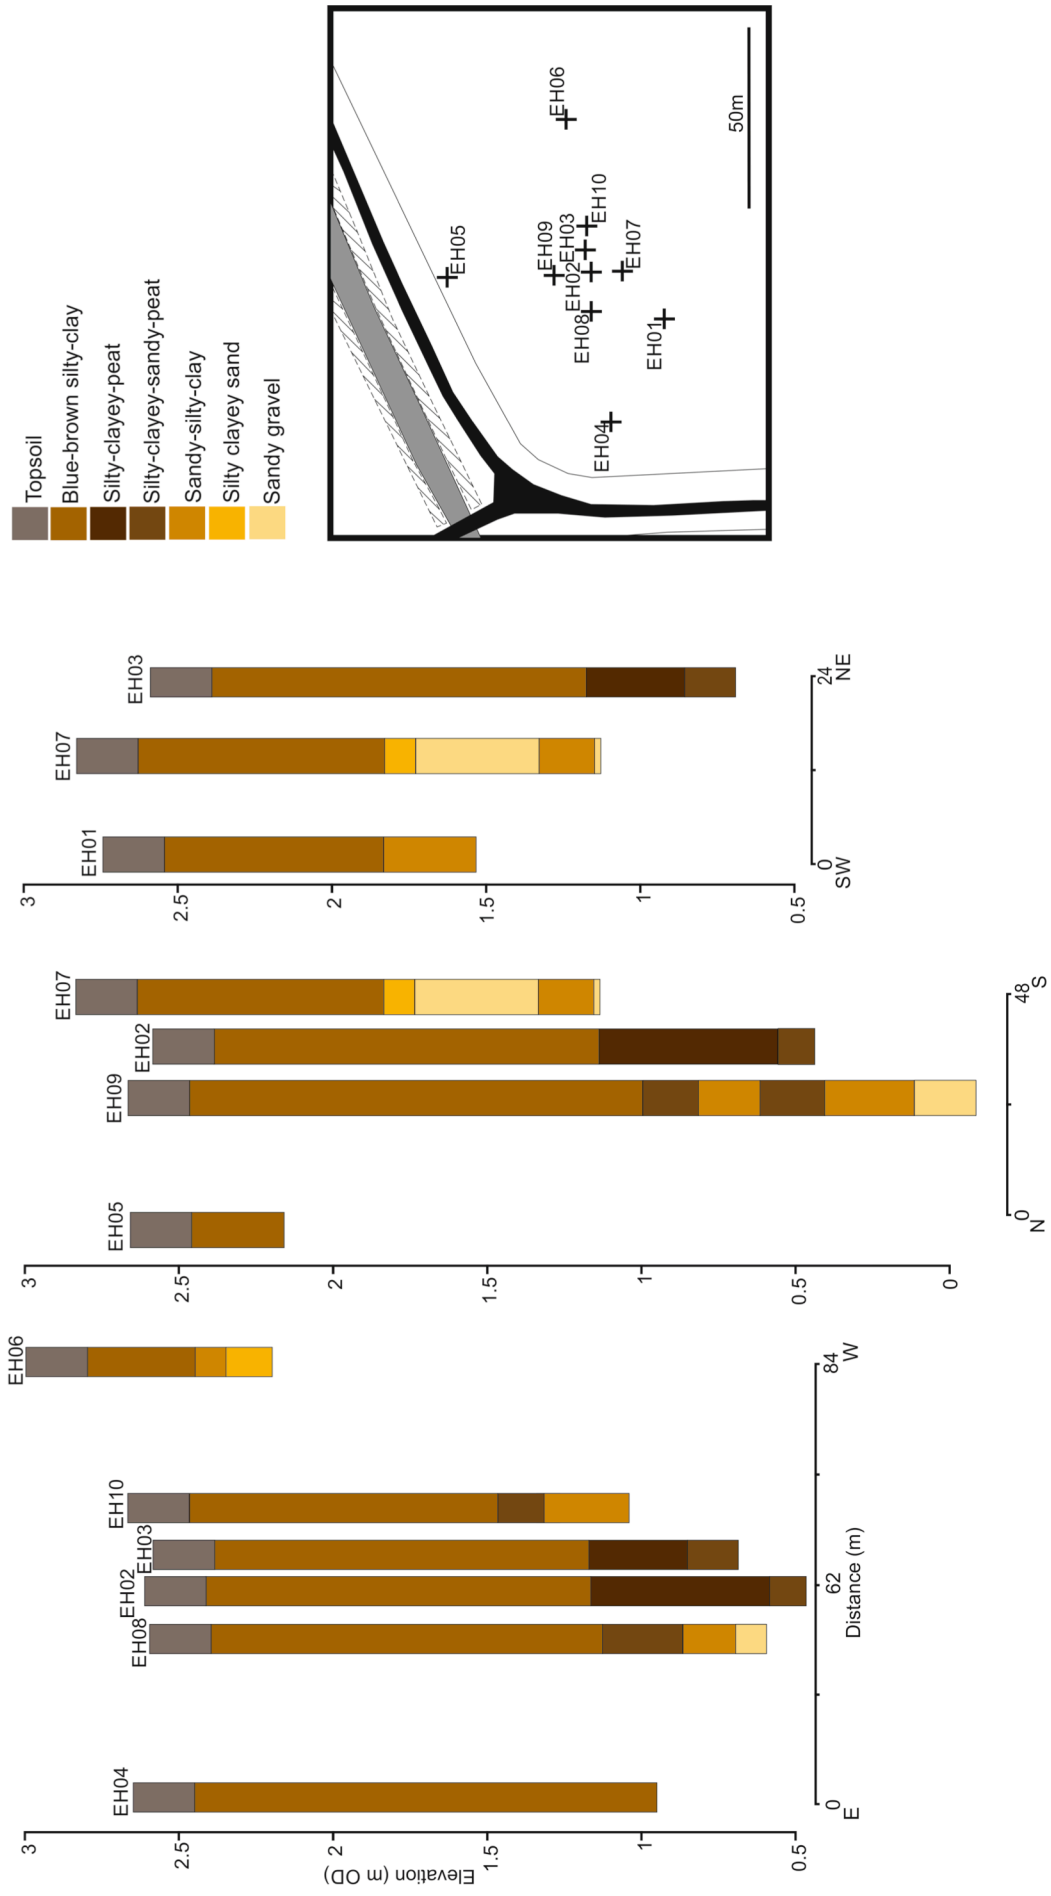 Topsoil
Blue-brown silty-clay
Silty-clayey-peat
Silty-clayey-sandy-peat
Sandy-silty-clay
Silty clayey sand
Sandy gravel
EH05
EH06
EH09
EH03
EH10
EH02
EH08
EH07
EH01
EH04
50m
EH04
EH08
EH02
EH03
EH10
EH06
3
2.5
2
1.5
1
0.5
Elevation (m OD)
0
62
84
E
W
Distance (m)
EH05
EH09
EH02
EH07
3
2.5
2
1.5
1
0.5
0
0
48
N
S
EH01
EH07
EH03
3
2.5
2
1.5
1
0.5
0
24
SW
NE